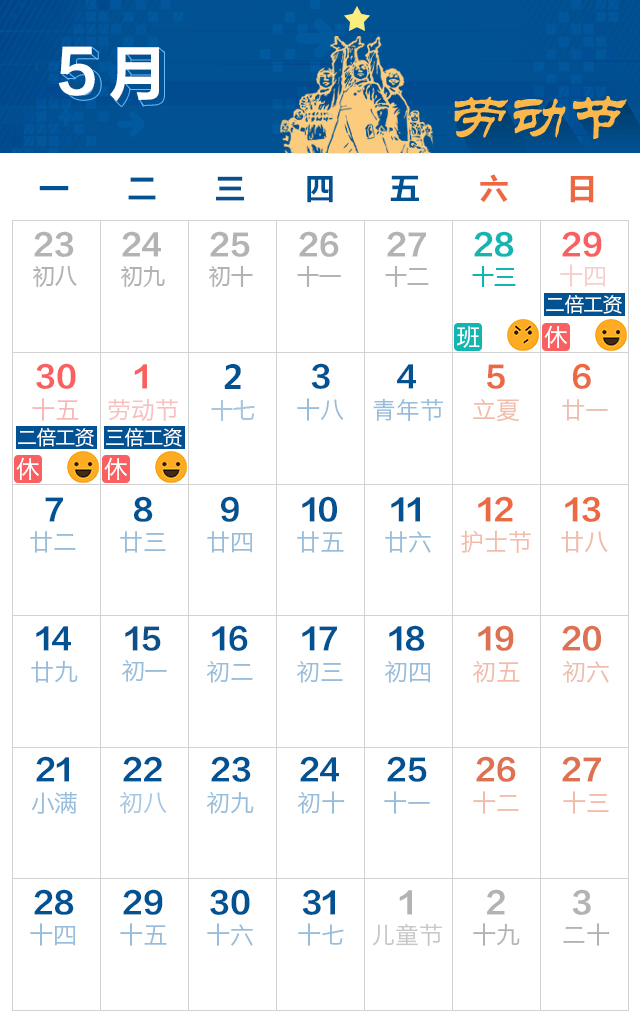 5月
劳动节
一 二 三 四 五 六 日
23 24 25 26 27 28 29
初八 初九 初十 十一 十二 十三 十四
二倍工资
班 休
30 1 2 3 4 5 6
十五 劳动节 十七 十八 青年节 立夏 廿一
二倍工资 三倍工资
休 休
7 8 9 10 11 12 13
廿二 廿三 廿四 廿五 廿六 护士节 廿八
14 15 16 17 18 19 20
廿九 初一 初二 初三 初四 初五 初六
21 22 23 24 25 26 27
小满 初八 初九 初十 十一 十二 十三
28 29 30 31 1 2 3
十四 十五 十六 十七 儿童节 十九 二十